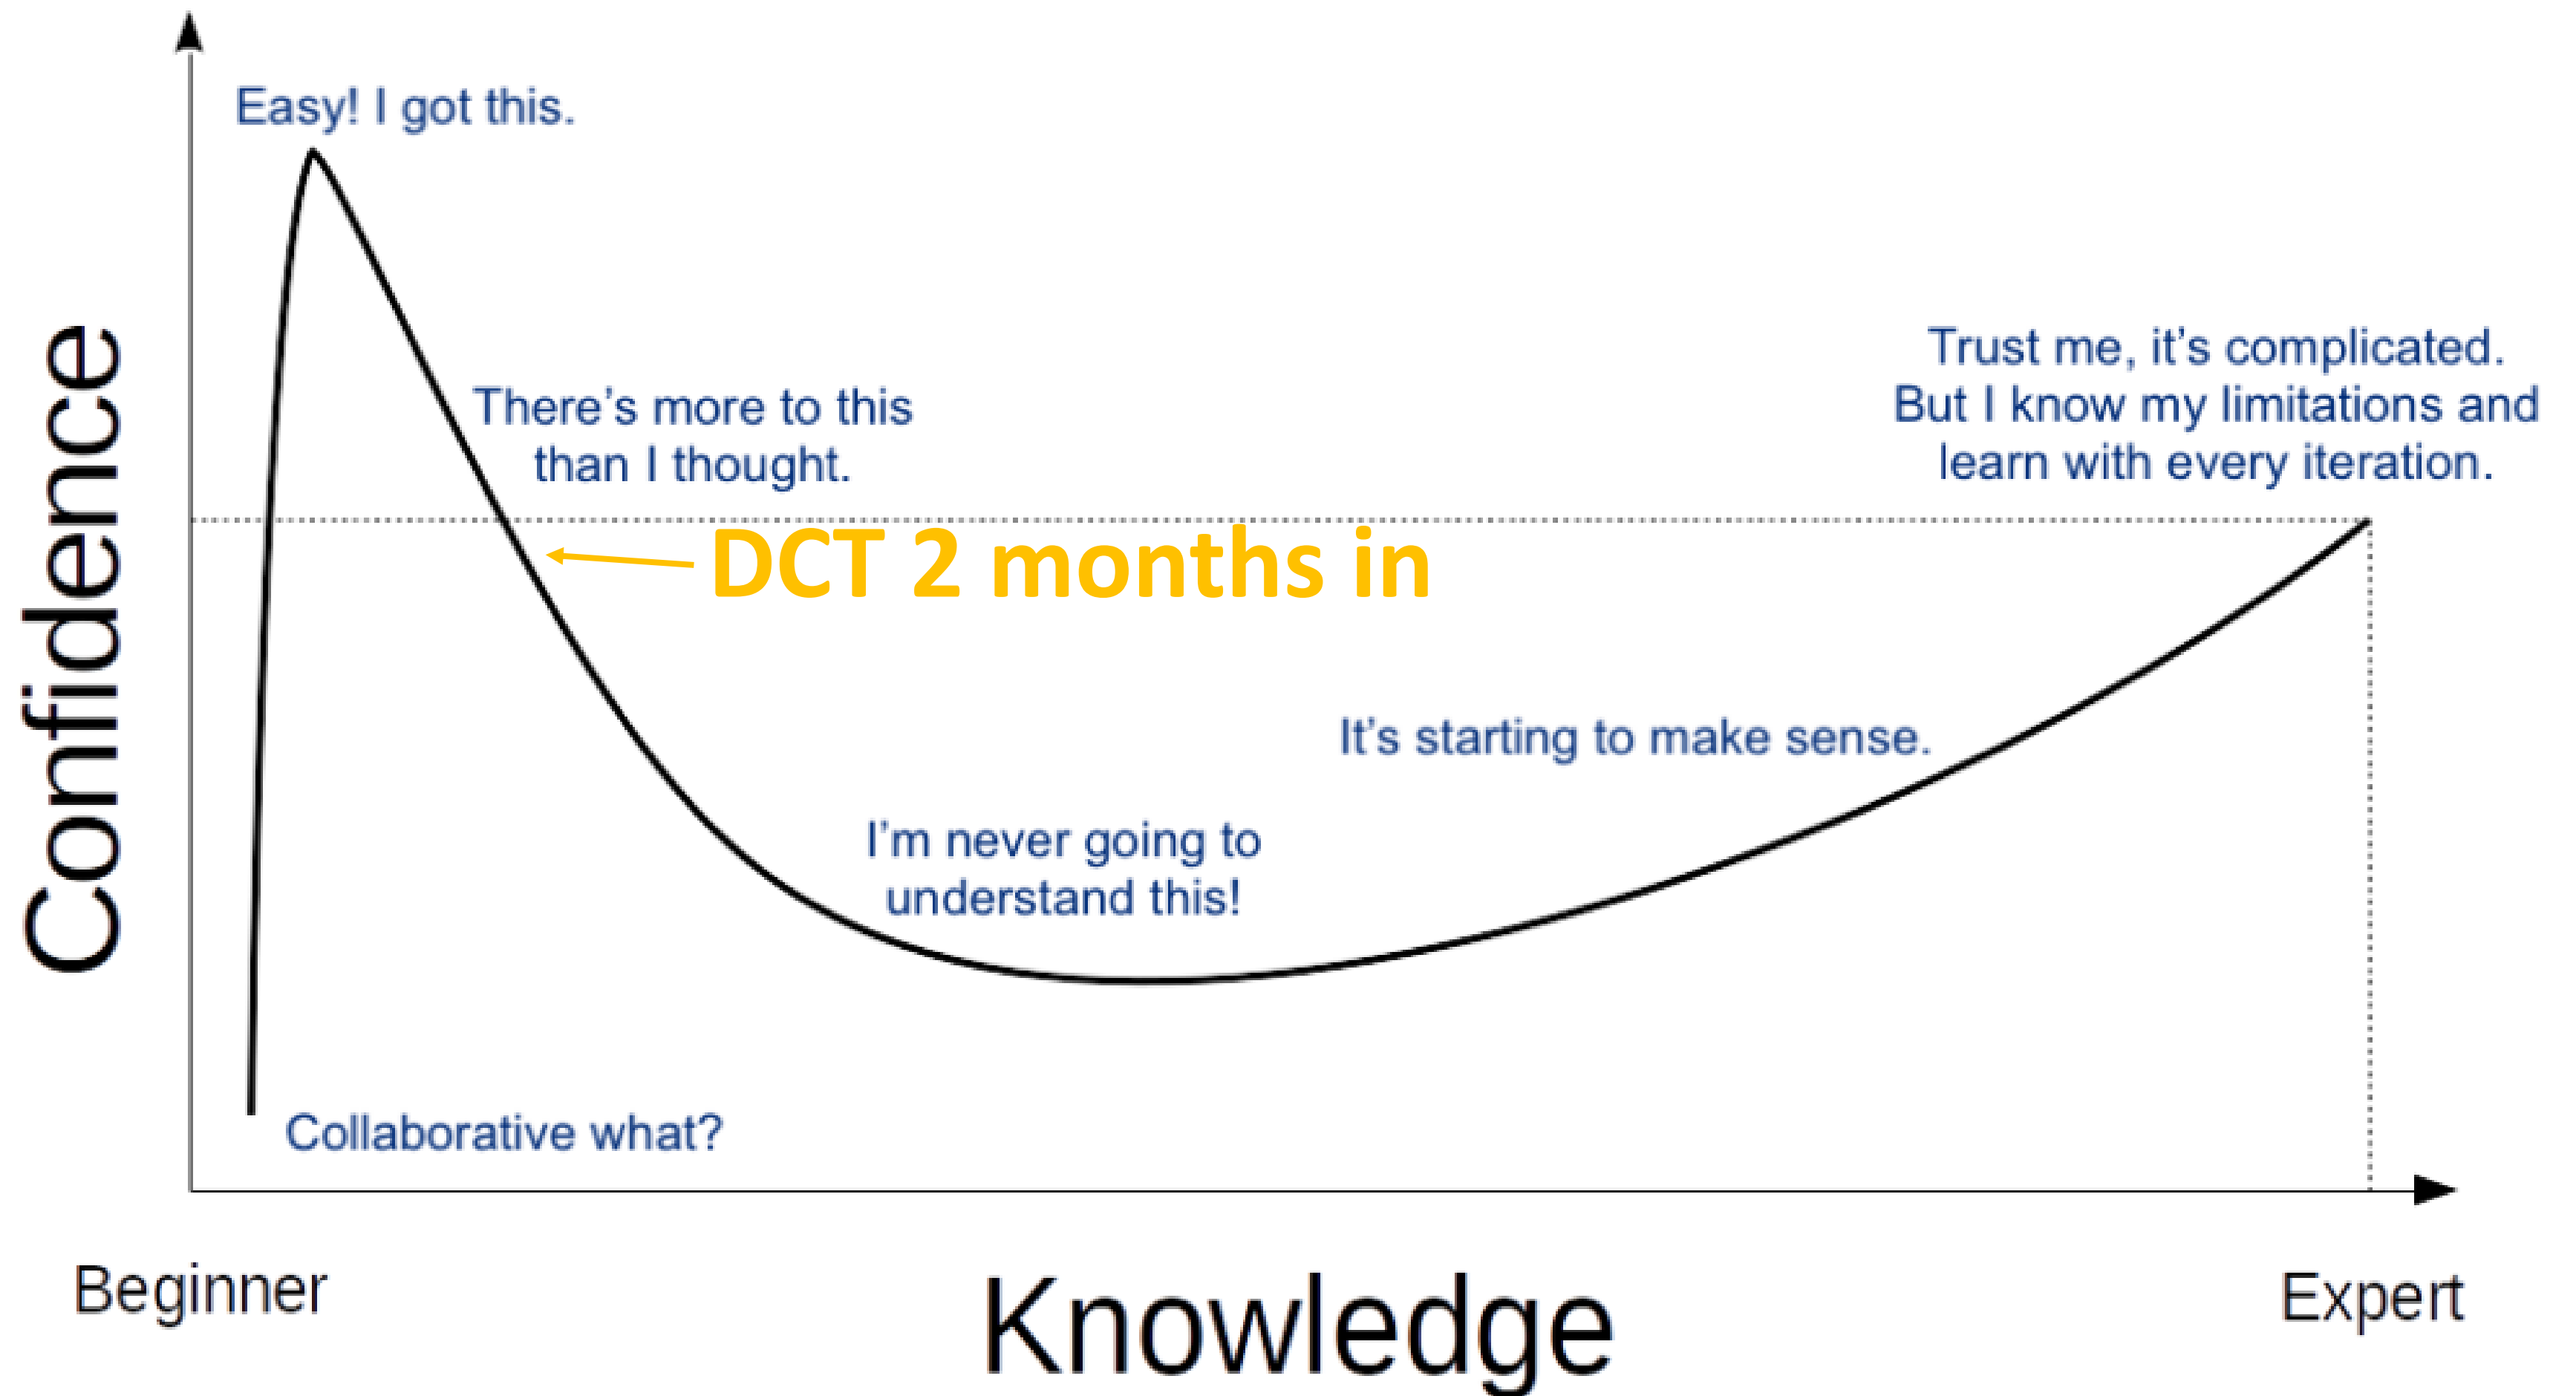 Easy! I got this.
There’s more to this
than I thought.
Trust me, it’s complicated.
But I know my limitations and
learn with every iteration.
DCT 2 months in
It’s starting to make sense.
I’m never going to
understand this!
Collaborative what?
Confidence
Beginner
Knowledge
Expert